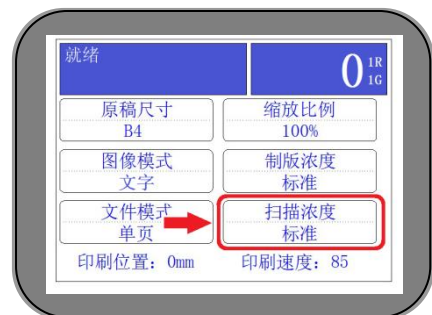 就绪
0 1R
1G
原稿尺寸 缩放比例
B4 100%
图像模式 制版浓度
文字 标准
文件模式 扫描浓度
单页 标准
印刷位置：0mm 印刷速度：85